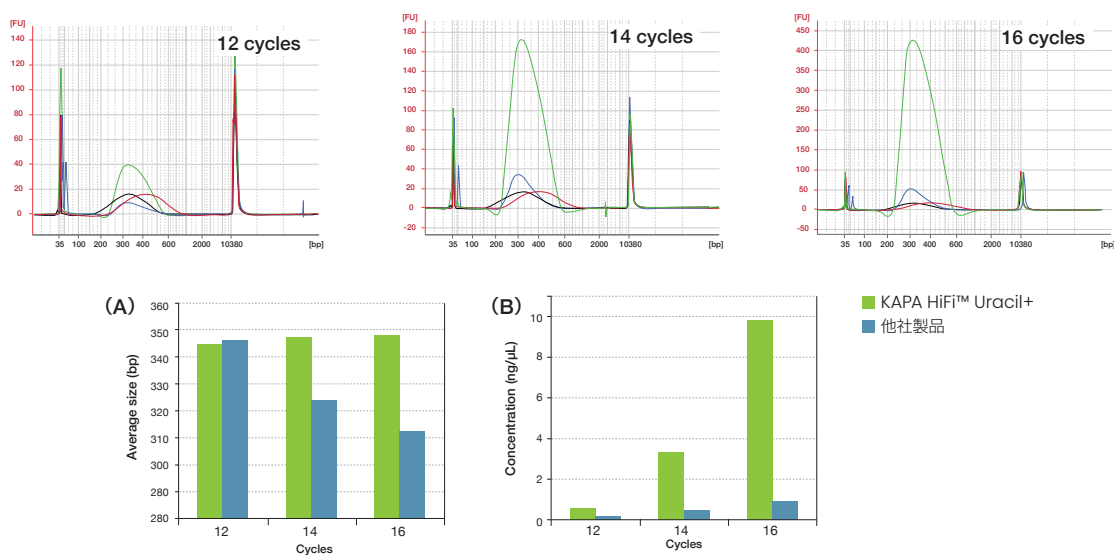 [FU]
12 cycles
140
120
100
80
60
40
20
0
35 100 200 300 400 600 2000 10380 [bp]
[FU]
14 cycles
180
160
140
120
100
80
60
40
20
0
-20
35 100 200 300 400 600 2000 10380 [bp]
[FU]
16 cycles
450
400
350
300
250
200
150
100
50
0
-50
35 100 200 300 400 600 2000 10380 [bp]
(A)
Average size (bp)
360
350
340
330
320
310
300
290
280
12 14 16
Cycles
(B)
Concentration (ng/μL)
10
8
6
4
2
0
12 14 16
Cycles
KAPA HiFi™ Uracil+
他社製品